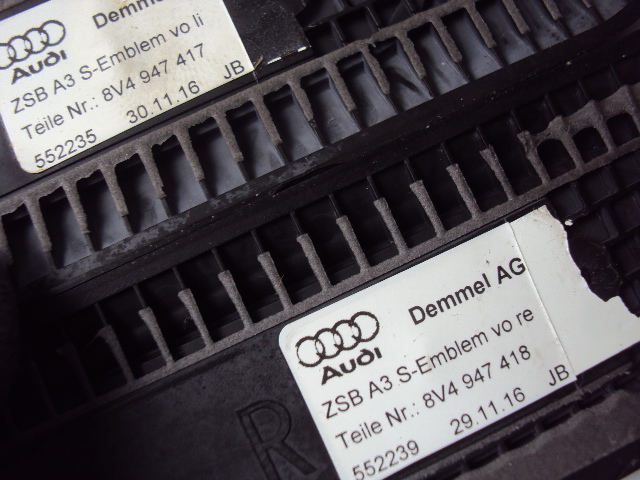 Demmel
Audi
ZSB A3 S-Emblem vo li
Teile Nr.: 8V4 947 417
552235 30.11.16 JB
Demmel AG
Audi
ZSB A3 S-Emblem vo re
Teile Nr.: 8V4 947 418
552239 29.11.16 JB
R